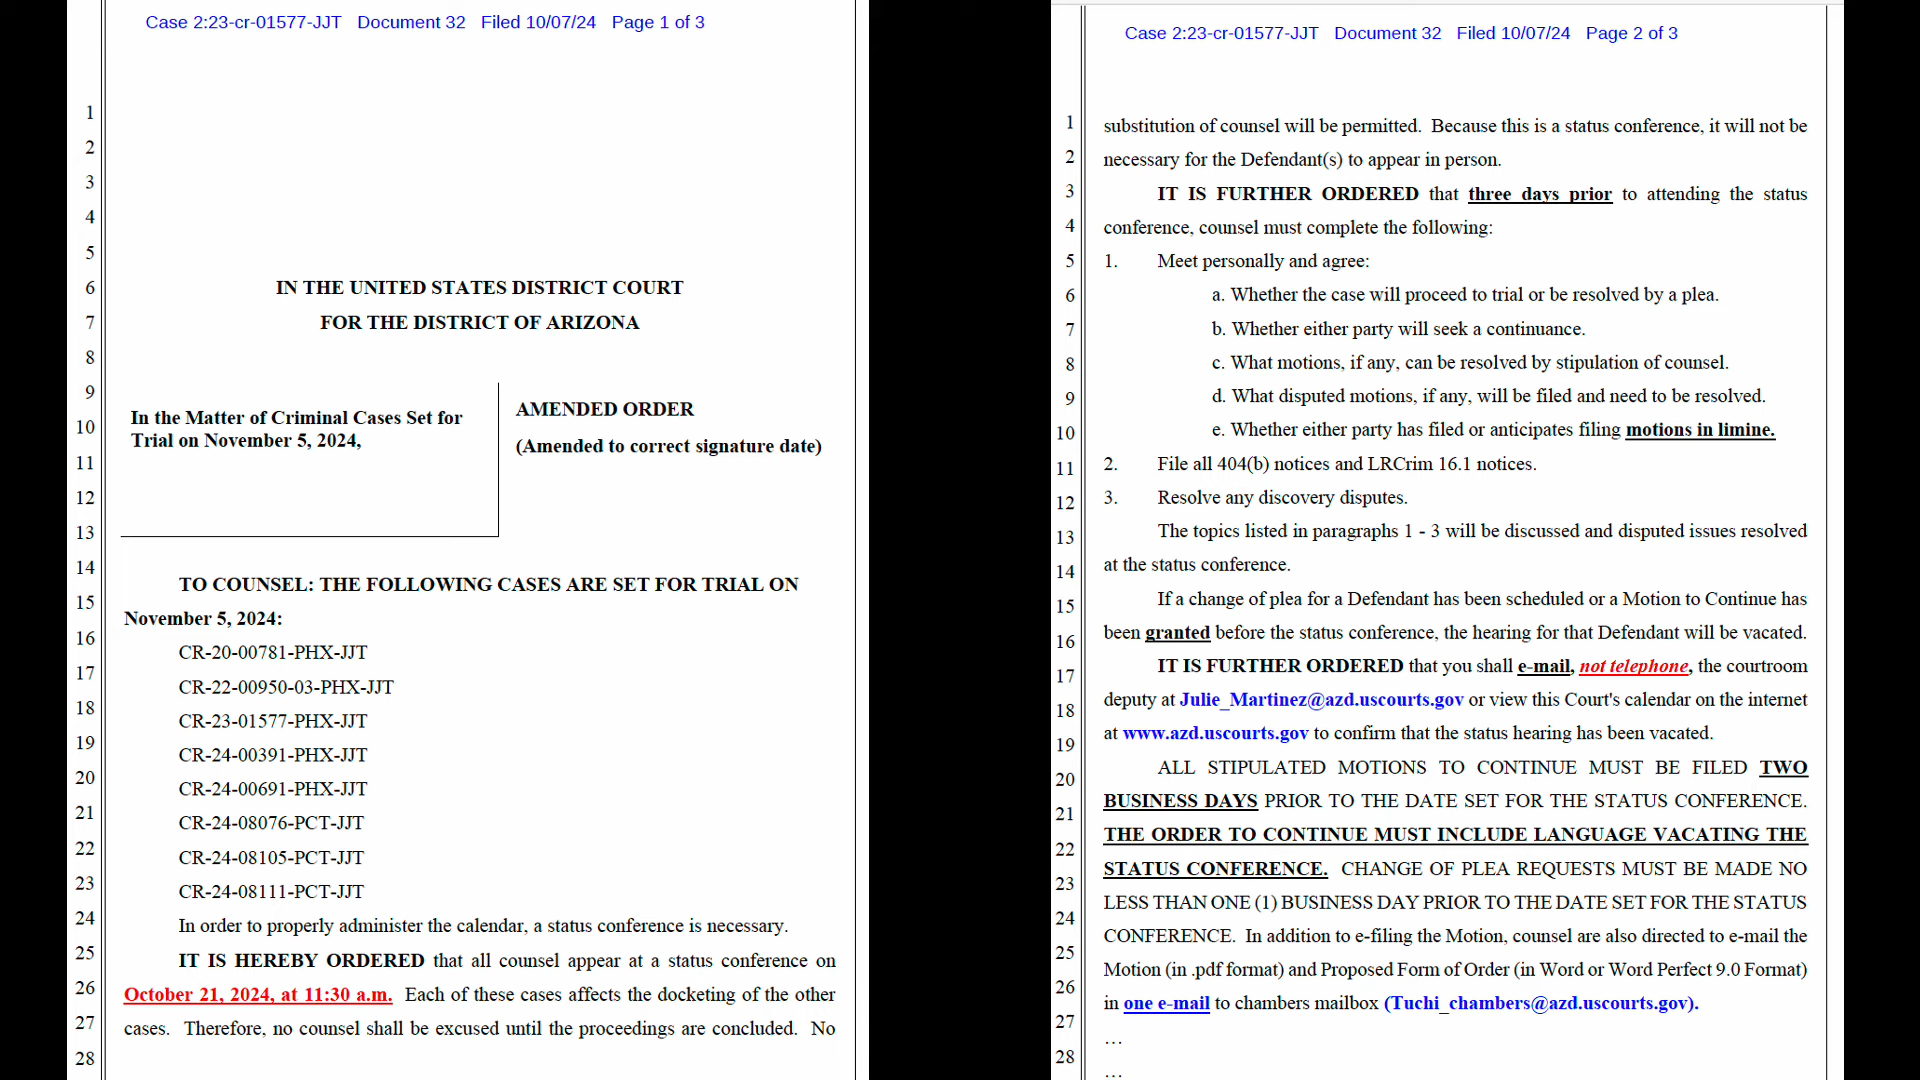 Case 2:23-cr-01577-JJT Document 32 Filed 10/07/24 Page 1 of 3
1
2
3
4
5
6 IN THE UNITED STATES DISTRICT COURT
7 FOR THE DISTRICT OF ARIZONA
8
9
10
11
12
13
In the Matter of Criminal Cases Set for
Trial on November 5, 2024,
AMENDED ORDER
(Amended to correct signature date)
14 TO COUNSEL: THE FOLLOWING CASES ARE SET FOR TRIAL ON
15 November 5, 2024:
16 CR-20-00781-PHX-JJT
17 CR-22-00950-03-PHX-JJT
18 CR-23-01577-PHX-JJT
19 CR-24-00391-PHX-JJT
20 CR-24-00691-PHX-JJT
21 CR-24-08076-PCT-JJT
22 CR-24-08105-PCT-JJT
23 CR-24-08111-PCT-JJT
24 In order to properly administer the calendar, a status conference is necessary.
25 IT IS HEREBY ORDERED that all counsel appear at a status conference on
26 October 21, 2024, at 11:30 a.m. Each of these cases affects the docketing of the other
27 cases. Therefore, no counsel shall be excused until the proceedings are concluded. No
28
Case 2:23-cr-01577-JJT Document 32 Filed 10/07/24 Page 2 of 3
1 substitution of counsel will be permitted. Because this is a status conference, it will not be
2 necessary for the Defendant(s) to appear in person.
3 IT IS FURTHER ORDERED that three days prior to attending the status
4 conference, counsel must complete the following:
5 1. Meet personally and agree:
6 a. Whether the case will proceed to trial or be resolved by a plea.
7 b. Whether either party will seek a continuance.
8 c. What motions, if any, can be resolved by stipulation of counsel.
9 d. What disputed motions, if any, will be filed and need to be resolved.
10 e. Whether either party has filed or anticipates filing motions in limine.
11 2. File all 404(b) notices and LRCrim 16.1 notices.
12 3. Resolve any discovery disputes.
13 The topics listed in paragraphs 1 - 3 will be discussed and disputed issues resolved
14 at the status conference.
15 If a change of plea for a Defendant has been scheduled or a Motion to Continue has
16 been granted before the status conference, the hearing for that Defendant will be vacated.
17 IT IS FURTHER ORDERED that you shall e-mail, not telephone, the courtroom
18 deputy at Julie_Martinez@azd.uscourts.gov or view this Court's calendar on the internet
19 at www.azd.uscourts.gov to confirm that the status hearing has been vacated.
20 ALL STIPULATED MOTIONS TO CONTINUE MUST BE FILED TWO
21 BUSINESS DAYS PRIOR TO THE DATE SET FOR THE STATUS CONFERENCE.
22 THE ORDER TO CONTINUE MUST INCLUDE LANGUAGE VACATING THE
23 STATUS CONFERENCE. CHANGE OF PLEA REQUESTS MUST BE MADE NO
24 LESS THAN ONE (1) BUSINESS DAY PRIOR TO THE DATE SET FOR THE STATUS
25 CONFERENCE. In addition to e-filing the Motion, counsel are also directed to e-mail the
26 Motion (in .pdf format) and Proposed Form of Order (in Word or Word Perfect 9.0 Format)
27 in one e-mail to chambers mailbox (Tuchi_chambers@azd.uscourts.gov).
28 …
…